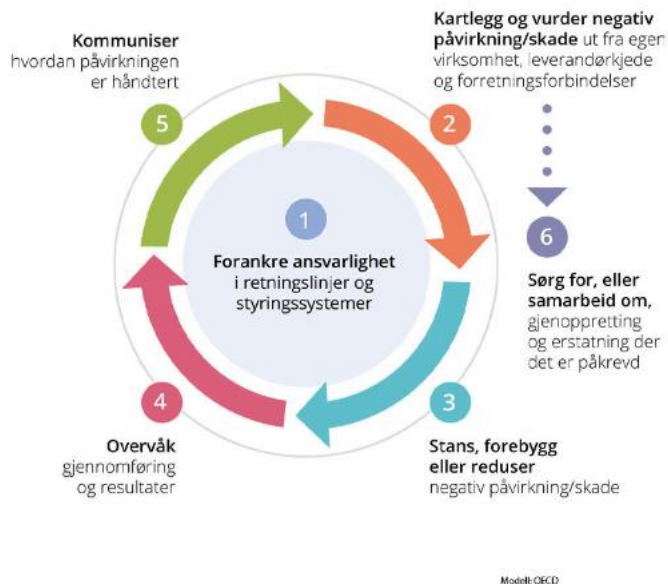 Kommuniser
hvordan påvirkningen
er håndtert
5
Kartlegg og vurder negativ
påvirkning/skade ut fra egen
virksomhet, leverandørkjede
og forretningsforbindelser
2
1
Forankre ansvarlighet
i retningslinjer og
styringssystemer
6
Sørg for, eller
samarbeid om,
gjenoppretting
og erstatning der
det er påkrevd
4
Overvåk
gjennomføring
og resultater
3
Stans, forebygg
eller reduser
negativ påvirkning/skade
Modell: OECD